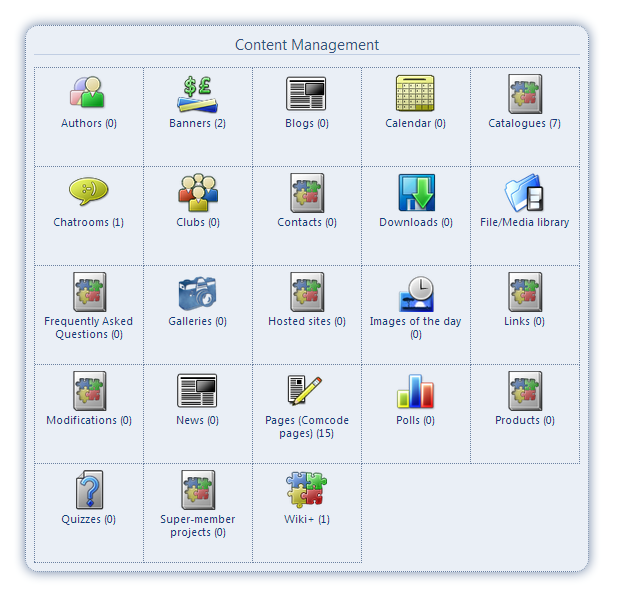 Content Management
Authors (0)
Banners (2)
Blogs (0)
Calendar (0)
Catalogues (7)
Chatrooms (1)
Clubs (0)
Contacts (0)
Downloads (0)
File/Media library
Frequently Asked
Questions (0)
Galleries (0)
Hosted sites (0)
Images of the day
(0)
Links (0)
Modifications (0)
News (0)
Pages (Comcode
pages) (15)
Polls (0)
Products (0)
Quizzes (0)
Super-member
projects (0)
Wiki+ (1)